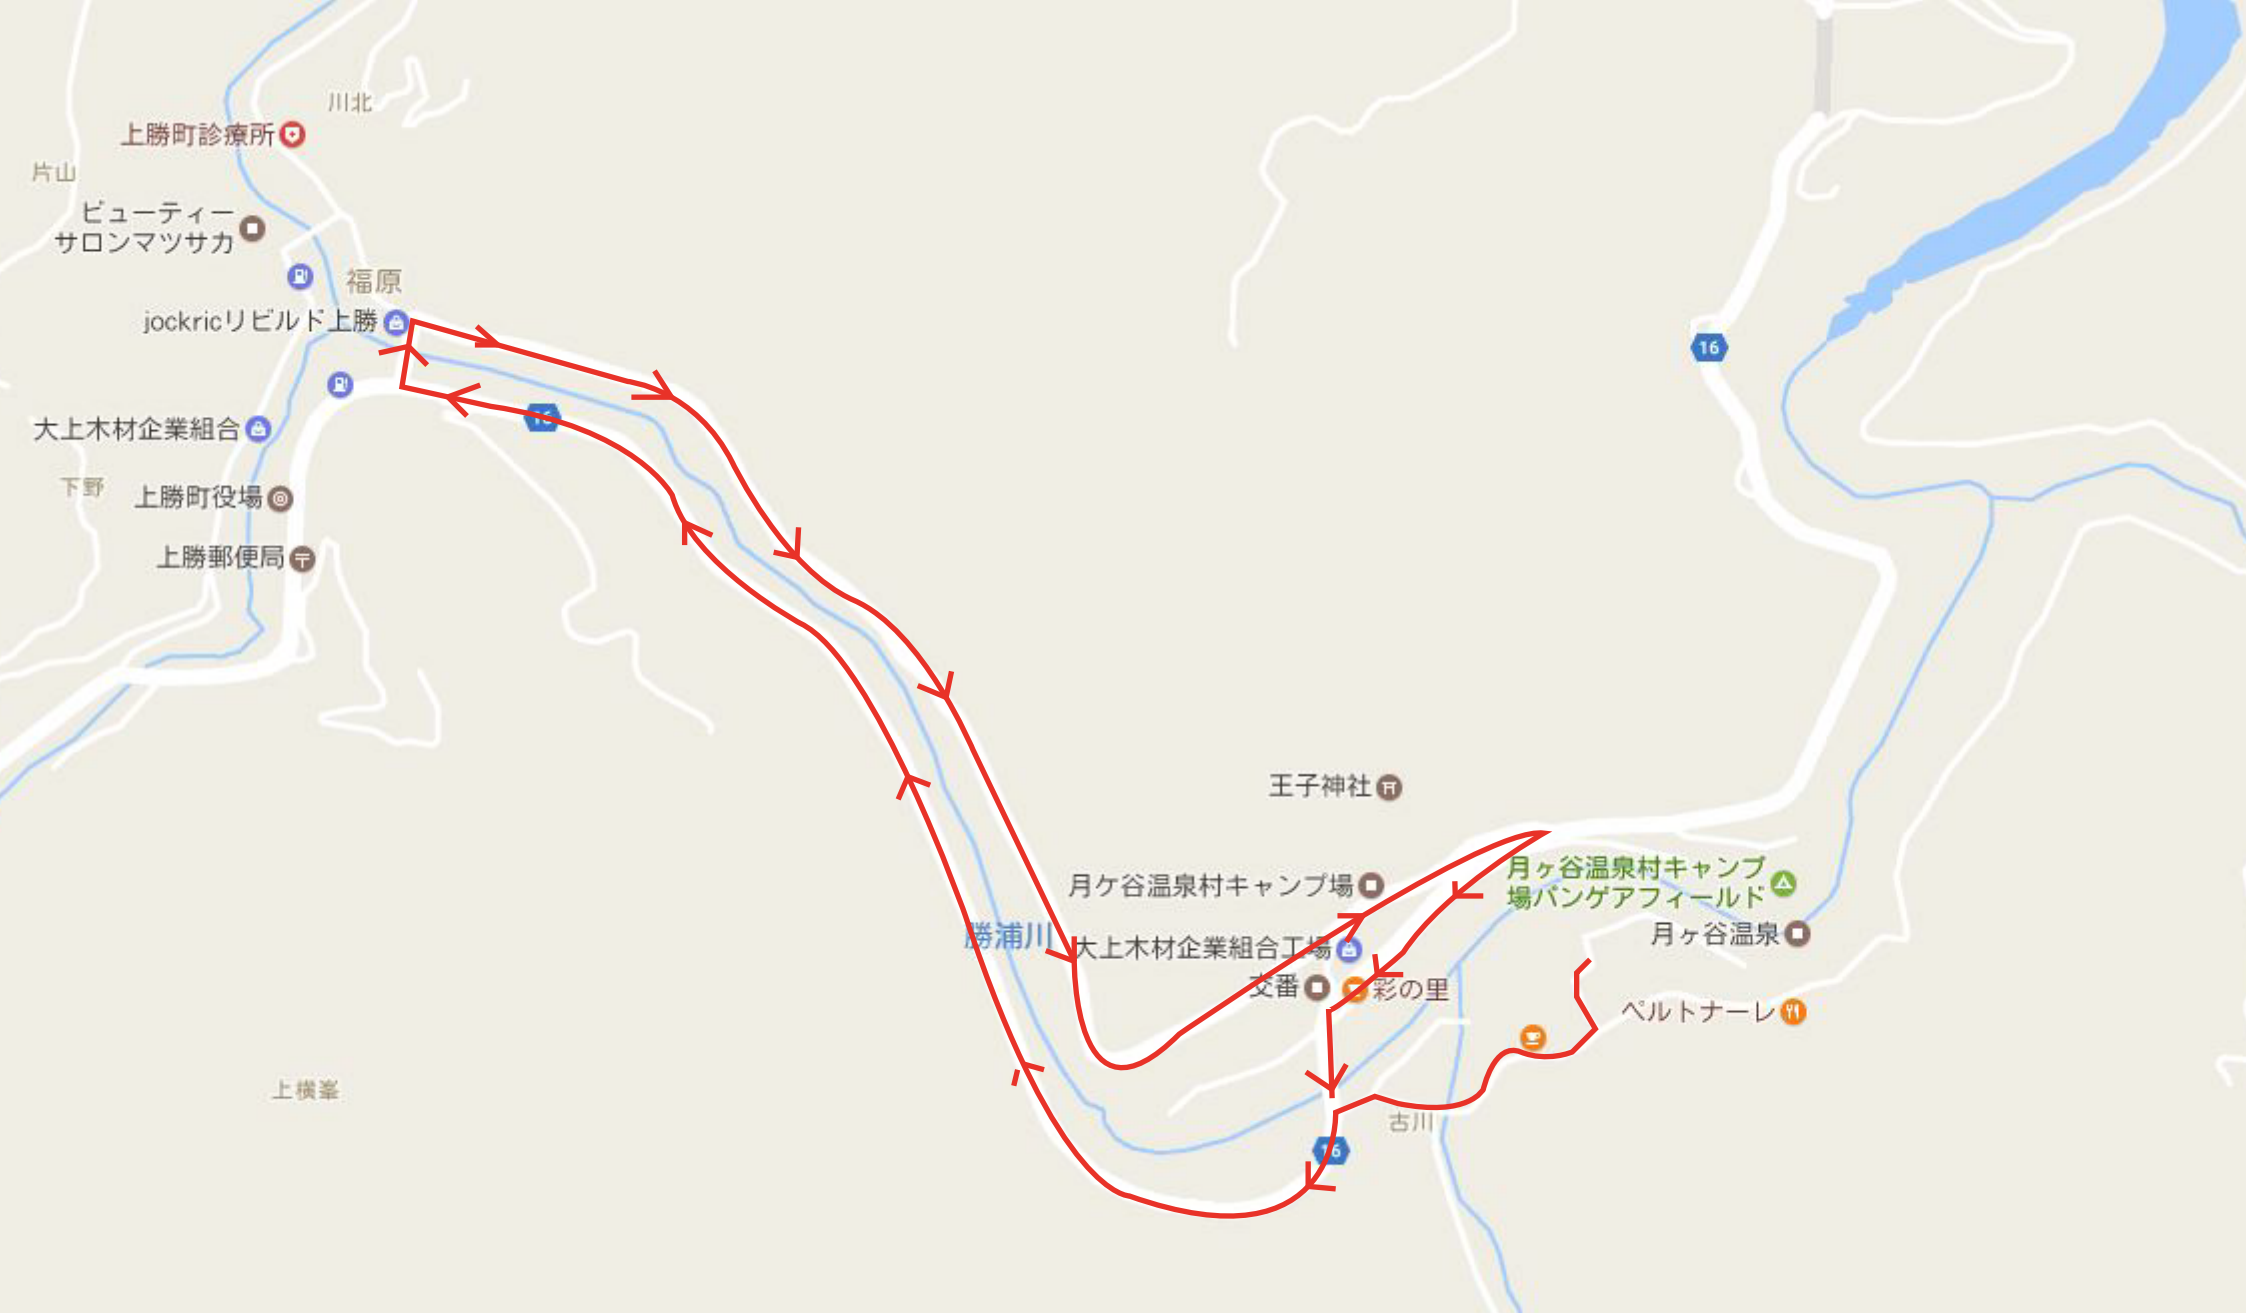 川北
上勝町診療所
片山
ビューティー
サロンマツサカ
福原
jockricリビルド上勝
16
16
大上木材企業組合
下野
上勝町役場
上勝郵便局
王子神社
月ケ谷温泉村キャンプ場
月ヶ谷温泉村キャンプ
場パンゲアフィールド
勝浦川
大上木材企業組合工場
月ヶ谷温泉
交番
彩の里
ペルトナーレ
上横峯
古川
16